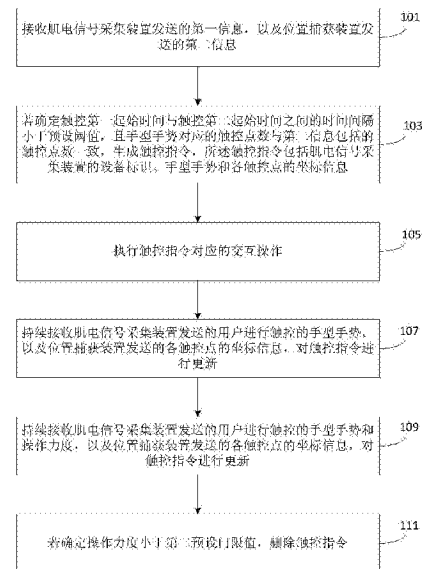 接收肌电信号采集装置发送的第一信息，以及位置捕获装置发
送的第二信息
101
若确定触控第一起始时间与触控第二起始时间之间的时间间隔
小于预设阈值，且手型手势对应的触控点数与第二信息包括的
触控点数一致，生成触控指令，所述触控指令包括肌电信号采
集装置的设备标识、手型手势和各触控点的坐标信息
103
执行触控指令对应的交互操作
105
持续接收肌电信号采集装置发送的用户进行触控的手型手势，
以及位置捕获装置发送的各触控点的坐标信息，对触控指令进
行更新
107
持续接收肌电信号采集装置发送的用户进行触控的手型手势和
操作力度，以及位置捕获装置发送的各触控点的坐标信息，对
触控指令进行更新
109
若确定操作力度小于第二预设门限值，删除触控指令
111